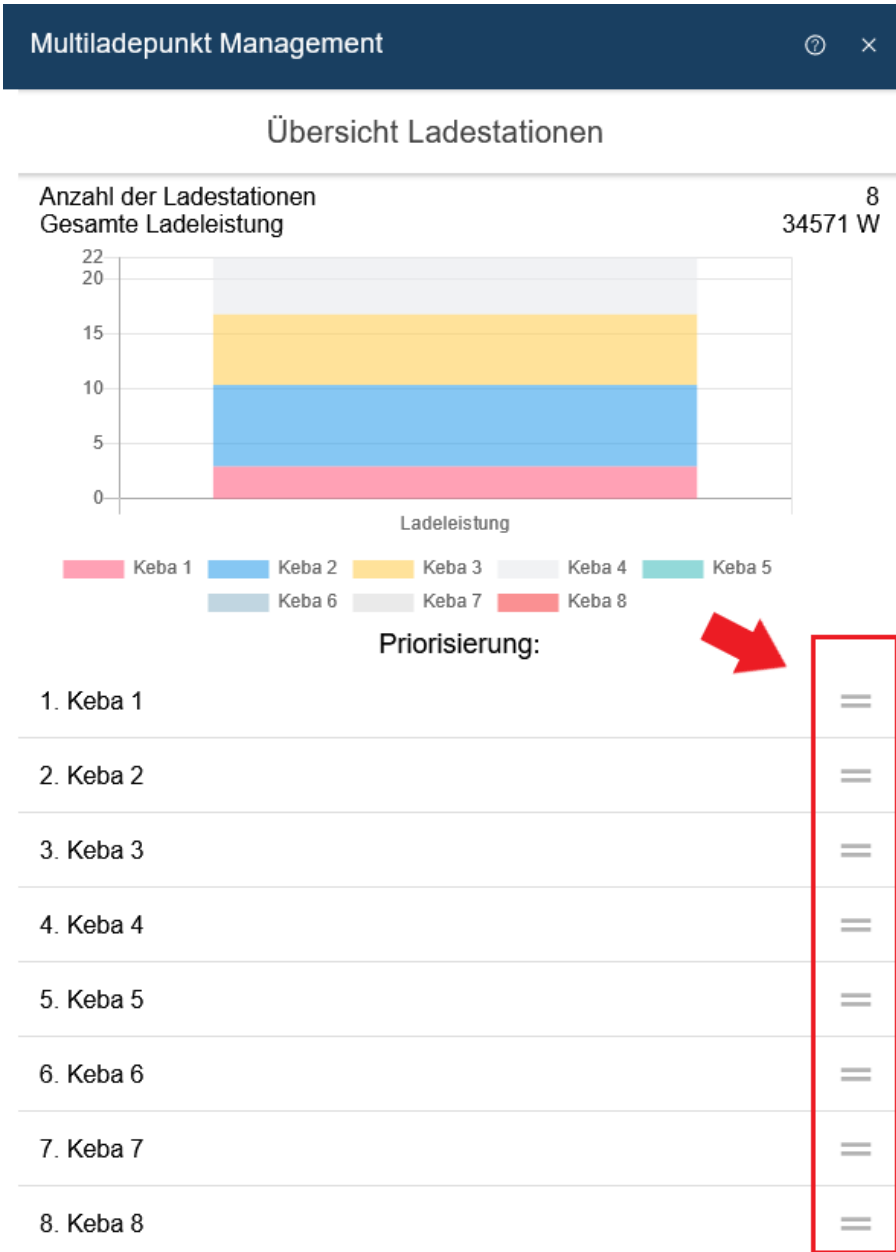 Multiladepunkt Management
Übersicht Ladestationen
Anzahl der Ladestationen 8
Gesamte Ladeleistung 34571 W
22
20
15
10
5
0
Ladeleistung
Keba 1 Keba 2 Keba 3 Keba 4 Keba 5
Keba 6 Keba 7 Keba 8
Priorisierung:
1. Keba 1
2. Keba 2
3. Keba 3
4. Keba 4
5. Keba 5
6. Keba 6
7. Keba 7
8. Keba 8